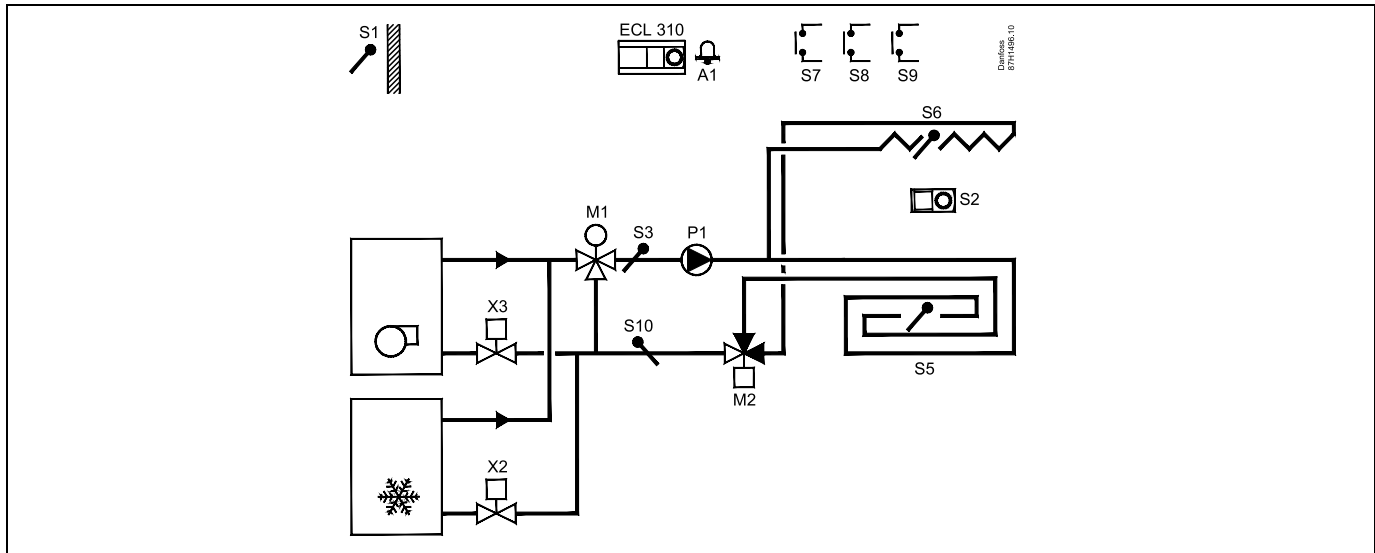 S1
ECL 310
A1
S7
S8
S9
Danfoss
87H1496.10
S6
S2
M1
S3
P1
X3
S10
S5
M2
X2